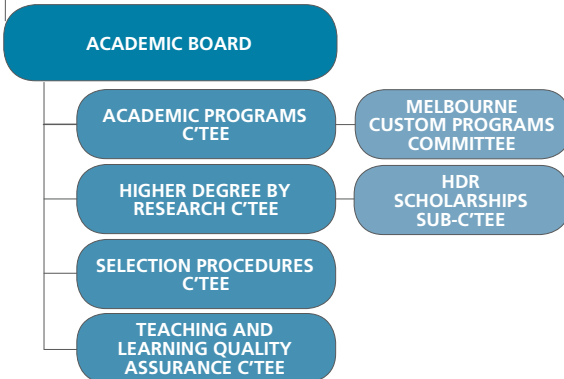 ACADEMIC BOARD
ACADEMIC PROGRAMS
C'TEE
MELBOURNE
CUSTOM PROGRAMS
COMMITTEE
HIGHER DEGREE BY
RESEARCH C'TEE
HDR
SCHOLARSHIPS
SUB-C'TEE
SELECTION PROCEDURES
C'TEE
TEACHING AND
LEARNING QUALITY
ASSURANCE C'TEE